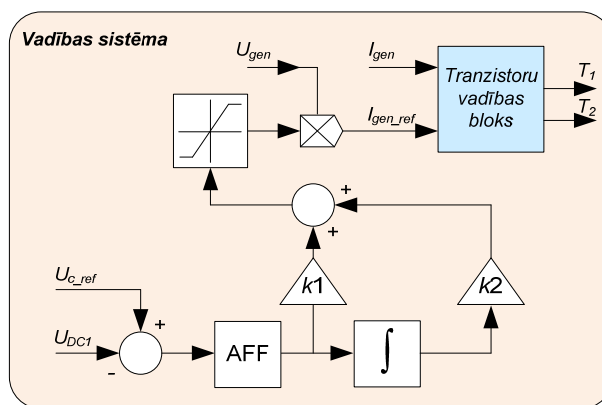 Vadības sistēma
U_gen
I_gen
Tranzistoru
vadības
bloks
T_1
T_2
I_gen_ref
+
+
k1
k2
U_c_ref
+
U_DC1
-
AFF
∫